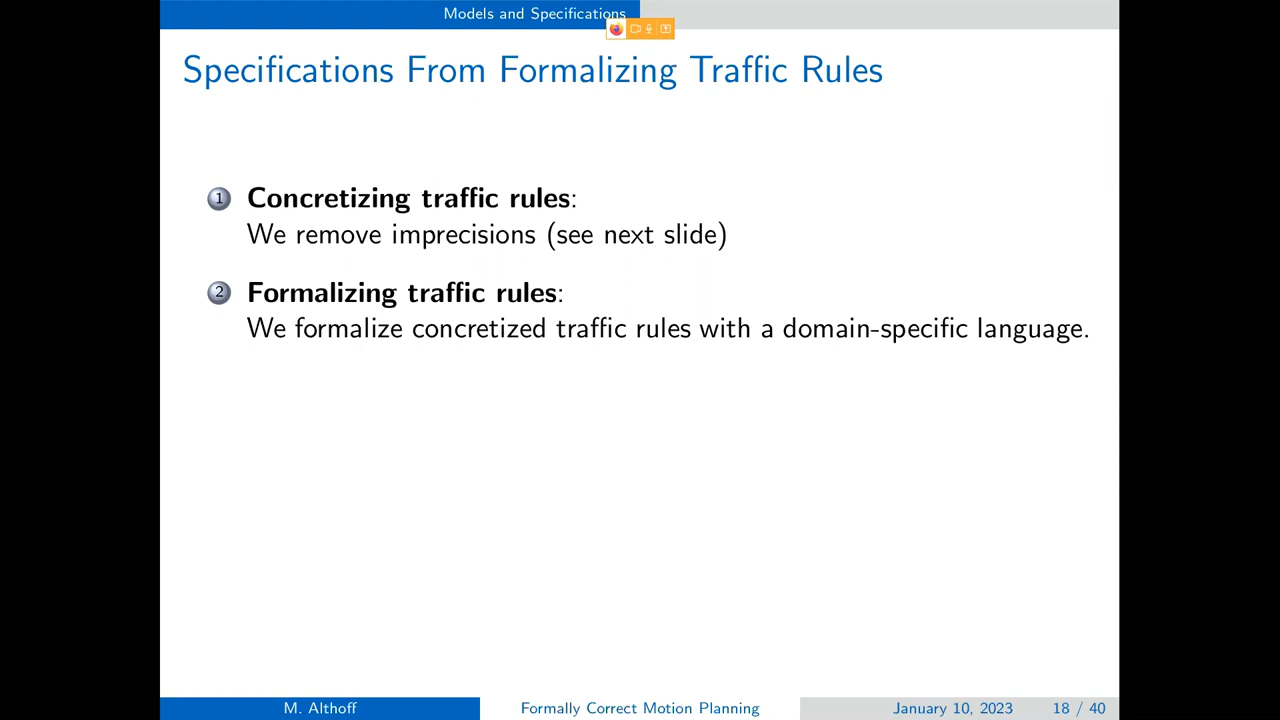 Models and Specifications
Specifications From Formalizing Traffic Rules
1 Concretizing traffic rules:
We remove imprecisions (see next slide)
2 Formalizing traffic rules:
We formalize concretized traffic rules with a domain-specific language.
M. Althoff Formally Correct Motion Planning January 10, 2023 18 / 40